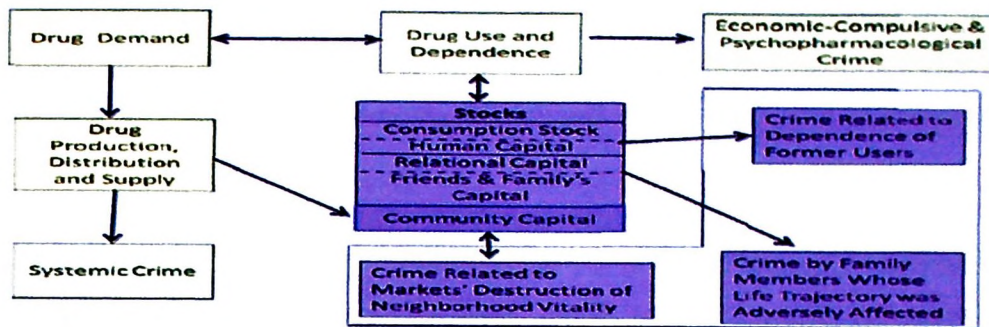 Drug Demand
Drug Use and
Dependence
Economic-Compulsive &
Psychopharmacological
Crime
Drug
Production,
Distribution
and Supply
Stocks
Consumption Stock
Human Capital
Relational Capital
Friends & Family's
Capital
Community Capital
Crime Related to
Dependence of
Former Users
Systemic Crime
Crime Related to
Markets' Destruction of
Neighborhood Vitality
Crime by Family
Members Whose
Life Trajectory was
Adversely Affected